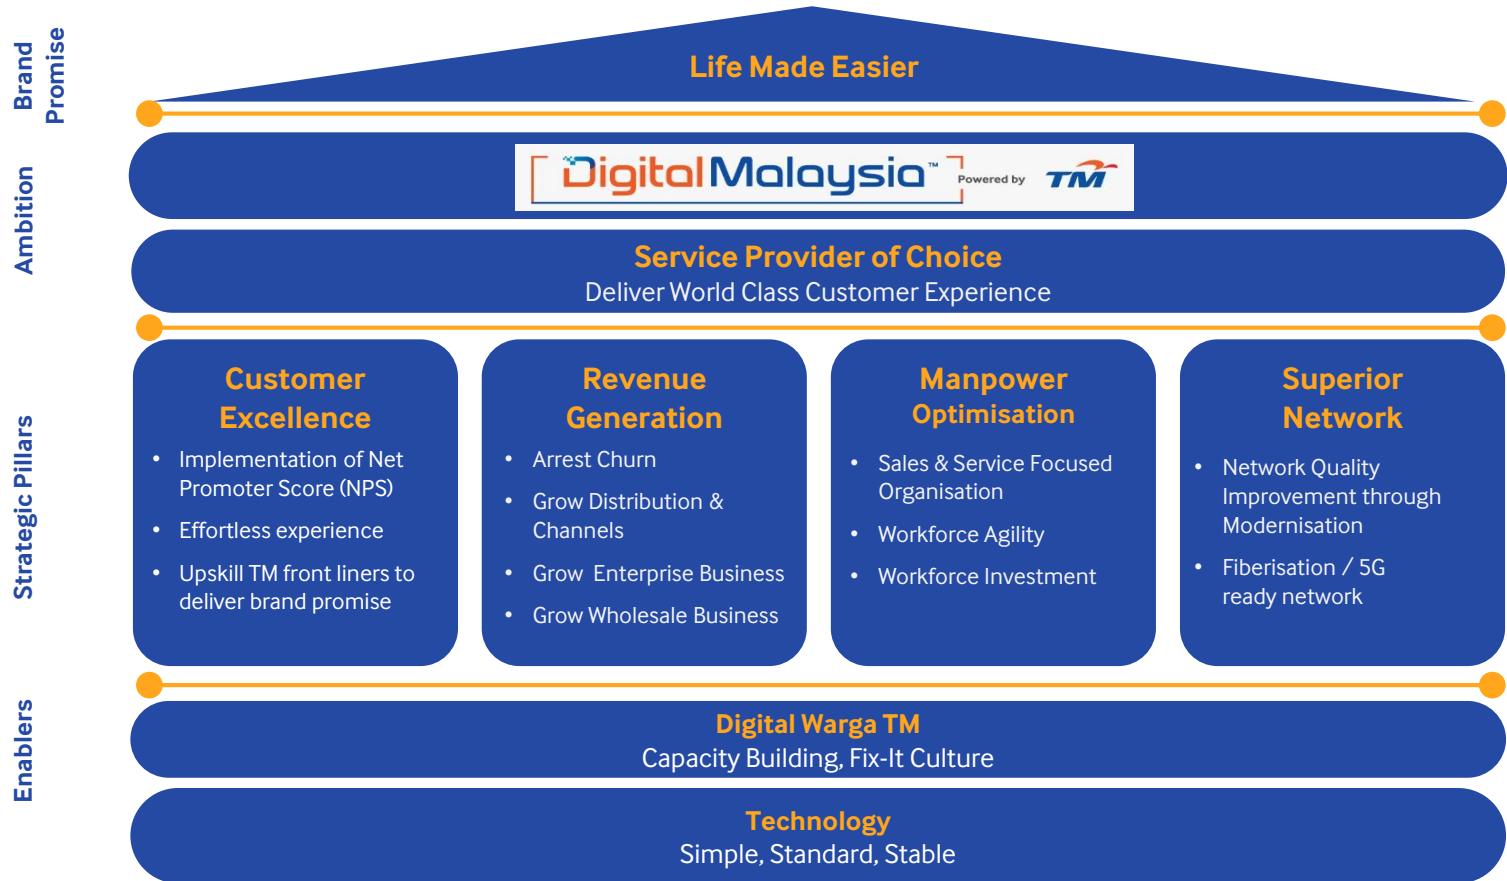 Brand
Promise
Life Made Easier
Ambition
DigitalMalaysia™
Powered by
TM
Service Provider of Choice
Deliver World Class Customer Experience
Strategic Pillars
Customer
Excellence
• Implementation of Net
Promoter Score (NPS)
• Effortless experience
• Upskill TM front liners to
deliver brand promise
Revenue
Generation
• Arrest Churn
• Grow Distribution &
Channels
• Grow Enterprise Business
• Grow Wholesale Business
Manpower
Optimisation
• Sales & Service Focused
Organisation
• Workforce Agility
• Workforce Investment
Superior
Network
• Network Quality
Improvement through
Modernisation
• Fiberisation / 5G
ready network
Enablers
Digital Warga TM
Capacity Building, Fix-It Culture
Technology
Simple, Standard, Stable